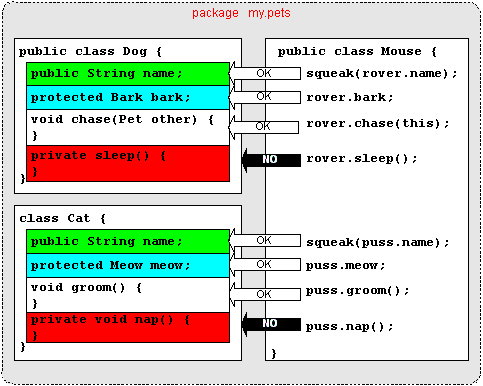 package my.pets
public class Dog {
public String name;
protected Bark bark;
void chase(Pet other) {
}
private sleep() {
}
}
class Cat {
public String name;
protected Meow meow;
void groom() {
}
private void nap() {
}
}
OK
OK
OK
NO
OK
OK
OK
NO
public class Mouse {
squeak(rover.name);
rover.bark;
rover.chase(this);
rover.sleep();
squeak(puss.name);
puss.meow;
puss.groom();
puss.nap();
}